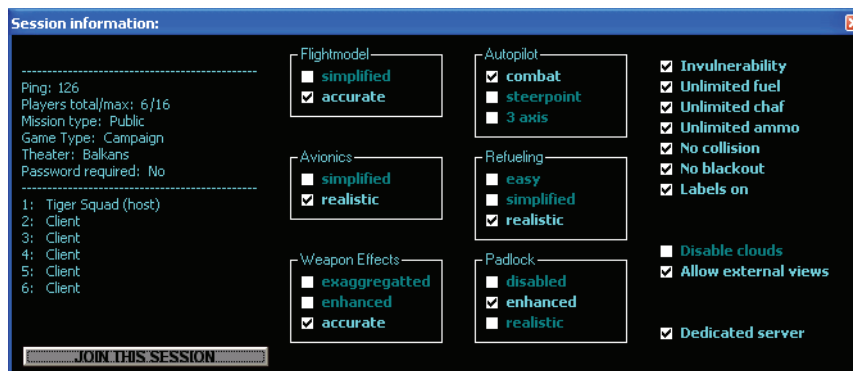 Session information:
Ping: 126
Players total/max: 6/16
Mission type: Public
Game Type: Campaign
Theater: Balkans
Password required: No
1: Tiger Squad (host)
2: Client
3: Client
4: Client
5: Client
6: Client
JOIN THIS SESSION
Flightmodel
simplified
accurate
Avionics
simplified
realistic
Weapon Effects
exaggregatted
enhanced
accurate
Autopilot
combat
steerpoint
3 axis
Refueling
easy
simplified
realistic
Padlock
disabled
enhanced
realistic
Invulnerability
Unlimited fuel
Unlimited chaf
Unlimited ammo
No collision
No blackout
Labels on
Disable clouds
Allow external views
Dedicated server